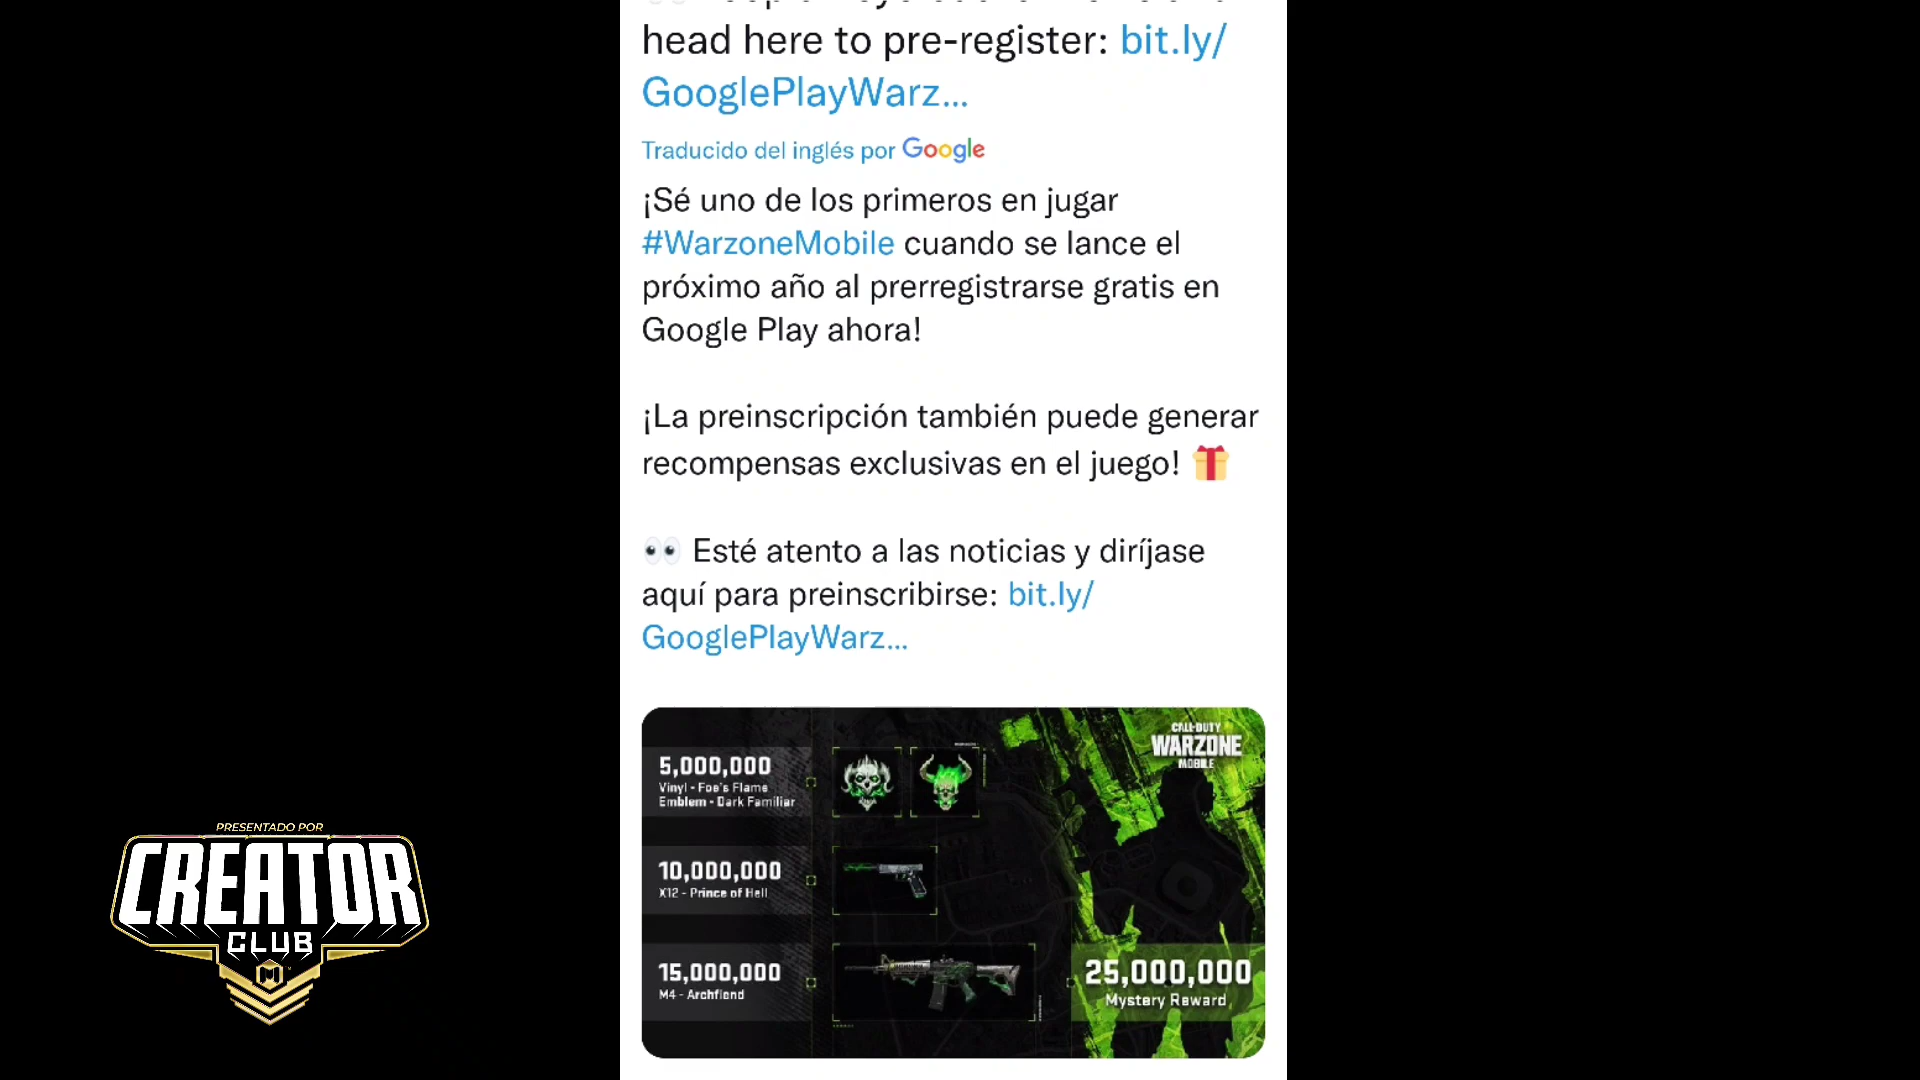 head here to pre-register: bit.ly/
GooglePlayWarz...
Traducido del inglés por Google
¡Sé uno de los primeros en jugar
#WarzoneMobile cuando se lance el
próximo año al prerregistrarse gratis en
Google Play ahora!
¡La preinscripción también puede generar
recompensas exclusivas en el juego!
Esté atento a las noticias y diríjase
aquí para preinscribirse: bit.ly/
GooglePlayWarz...
CALL OF DUTY
WARZONE
MOBILE
5,000,000
Vinyl - Foe's Flame
Emblem - Dark Familiar
10,000,000
X12 - Prince of Hell
15,000,000
M4 - Archfiend
25,000,000
Mystery Reward
PRESENTADO POR
CREATOR
CLUB